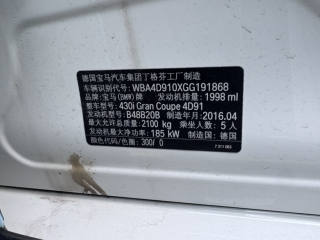 德国宝马汽车集团丁格芬工厂制造
车辆识别代号: WBA4D910XGG191868
品牌: 宝马(BMW)牌 发动机排量: 1998 ml
整车型号: 430i Gran Coupe 4D91
发动机型号: B48B20B 制造年月: 2016.04
最大允许总质量: 2100 kg 乘坐人数: 5 人
发动机最大净功率: 185 kW 制造国: 德国
颜色代码/色圈: 300/ 0